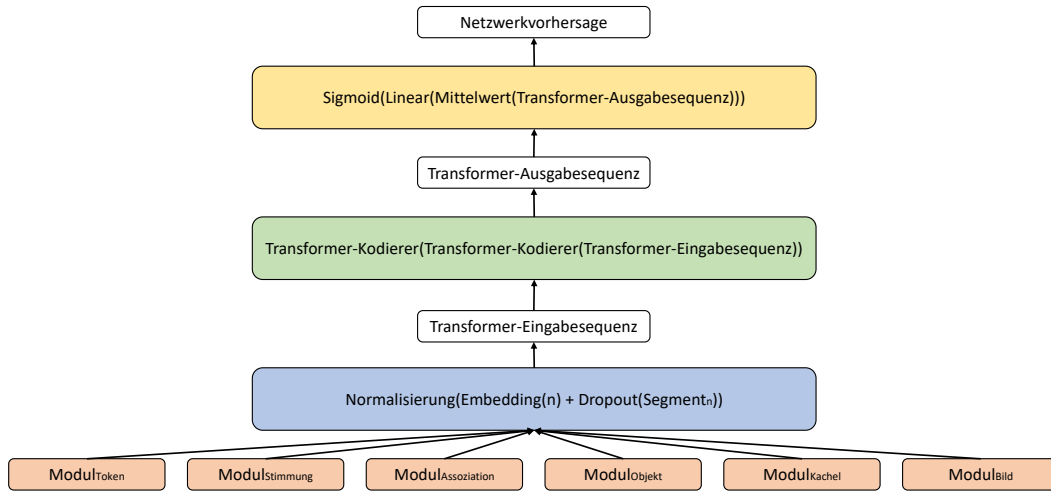 Netzwerkvorhersage
Sigmoid(Linear(Mittelwert(Transformer-Ausgabesequenz)))
Transformer-Ausgabesequenz
Transformer-Kodierer(Transformer-Kodierer(Transformer-Eingabesequenz))
Transformer-Eingabesequenz
Normalisierung(Embedding(n) + Dropout(Segmentₙ))
ModulToken
ModulStimmung
ModulAssoziation
ModulObjekt
ModulKachel
ModulBild